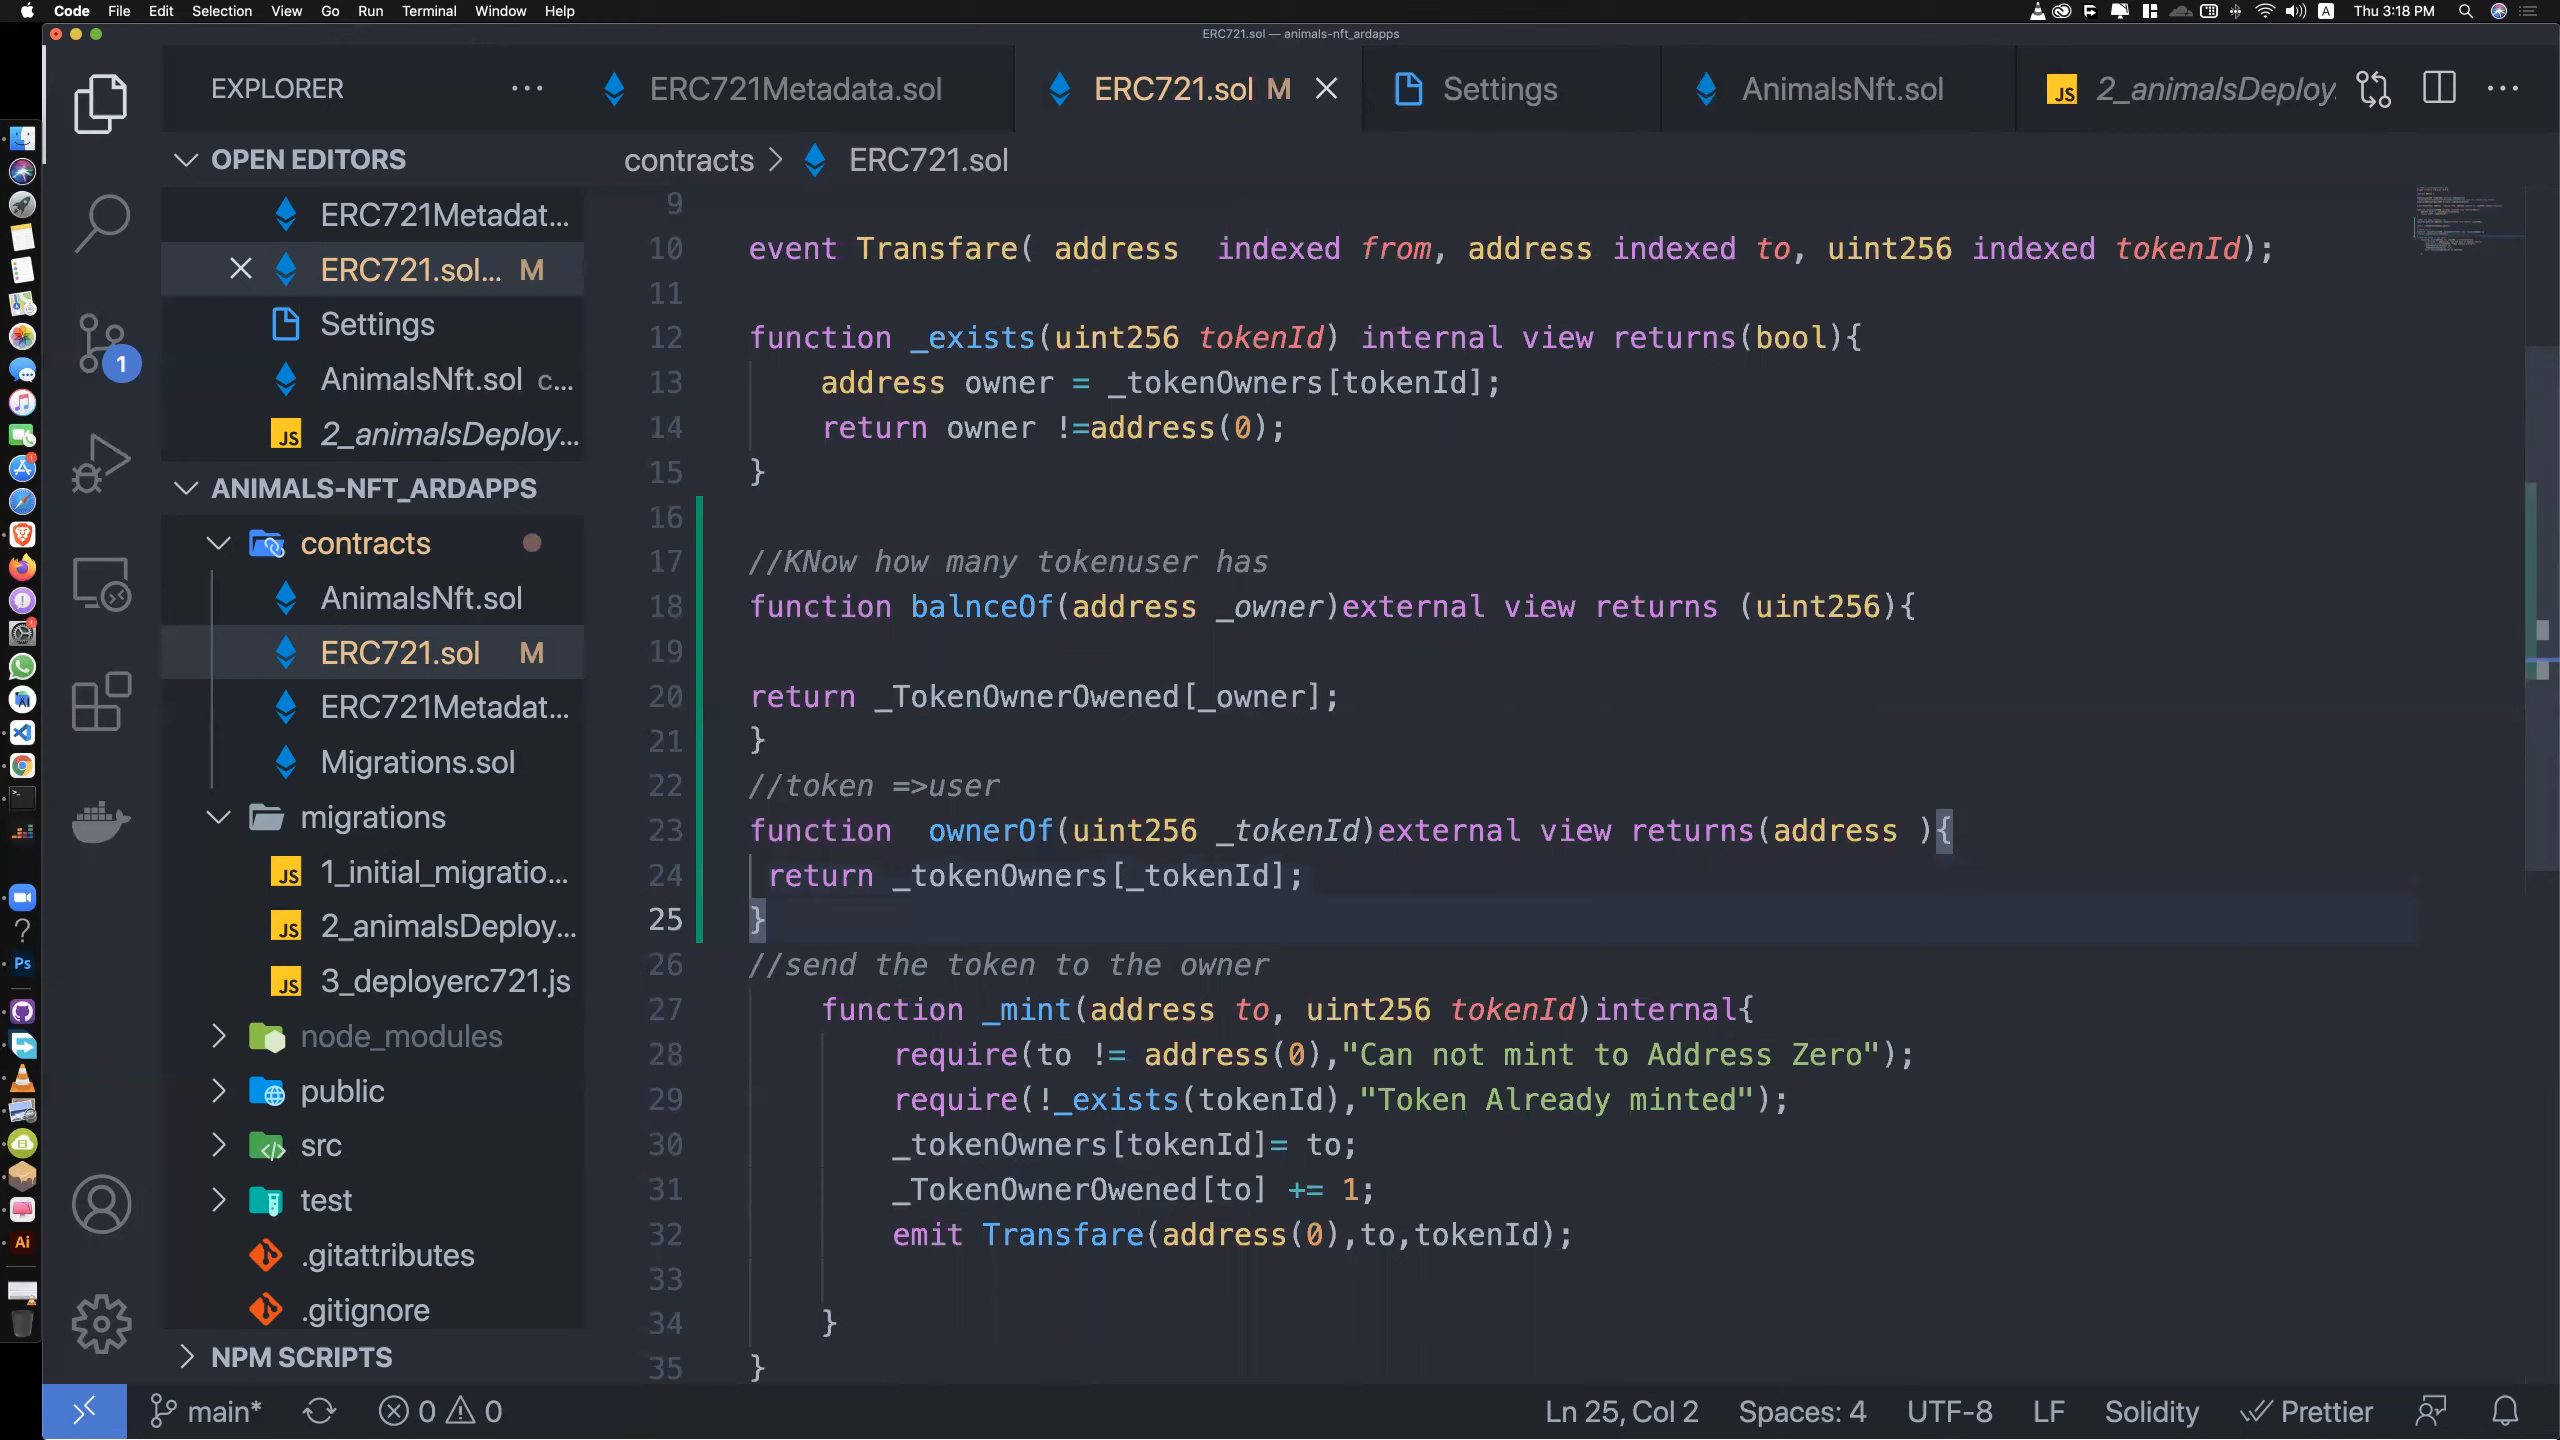 Code File Edit Selection View Go Run Terminal Window Help
A Thu 3:18 PM
ERC721.sol — animals-nft_ardapps
EXPLORER
ERC721Metadata.sol
ERC721.sol M
Settings
AnimalsNft.sol
JS 2_animalsDeploy.
OPEN EDITORS
ERC721Metadat...
ERC721.sol... M
Settings
AnimalsNft.sol c...
JS 2_animalsDeploy...
ANIMALS-NFT_ARDAPPS
contracts
AnimalsNft.sol
ERC721.sol M
ERC721Metadat...
Migrations.sol
migrations
JS 1_initial_migratio...
JS 2_animalsDeploy...
JS 3_deployerc721.js
node_modules
public
src
test
.gitattributes
.gitignore
NPM SCRIPTS
1
Ps
Ai
contracts > ERC721.sol
9
10 event Transfare( address  indexed from, address indexed to, uint256 indexed tokenId);
11
12 function _exists(uint256 tokenId) internal view returns(bool){
13     address owner = _tokenOwners[tokenId];
14     return owner !=address(0);
15 }
16
17 //KNow how many tokenuser has
18 function balnceOf(address _owner)external view returns (uint256){
19
20 return _TokenOwnerOwened[_owner];
21 }
22 //token =>user
23 function  ownerOf(uint256 _tokenId)external view returns(address ){
24  return _tokenOwners[_tokenId];
25 }
26 //send the token to the owner
27     function _mint(address to, uint256 tokenId)internal{
28         require(to != address(0),"Can not mint to Address Zero");
29         require(!_exists(tokenId),"Token Already minted");
30         _tokenOwners[tokenId]= to;
31         _TokenOwnerOwened[to] += 1;
32         emit Transfare(address(0),to,tokenId);
33
34     }
35 }
main* 0 0
Ln 25, Col 2 Spaces: 4 UTF-8 LF Solidity Prettier